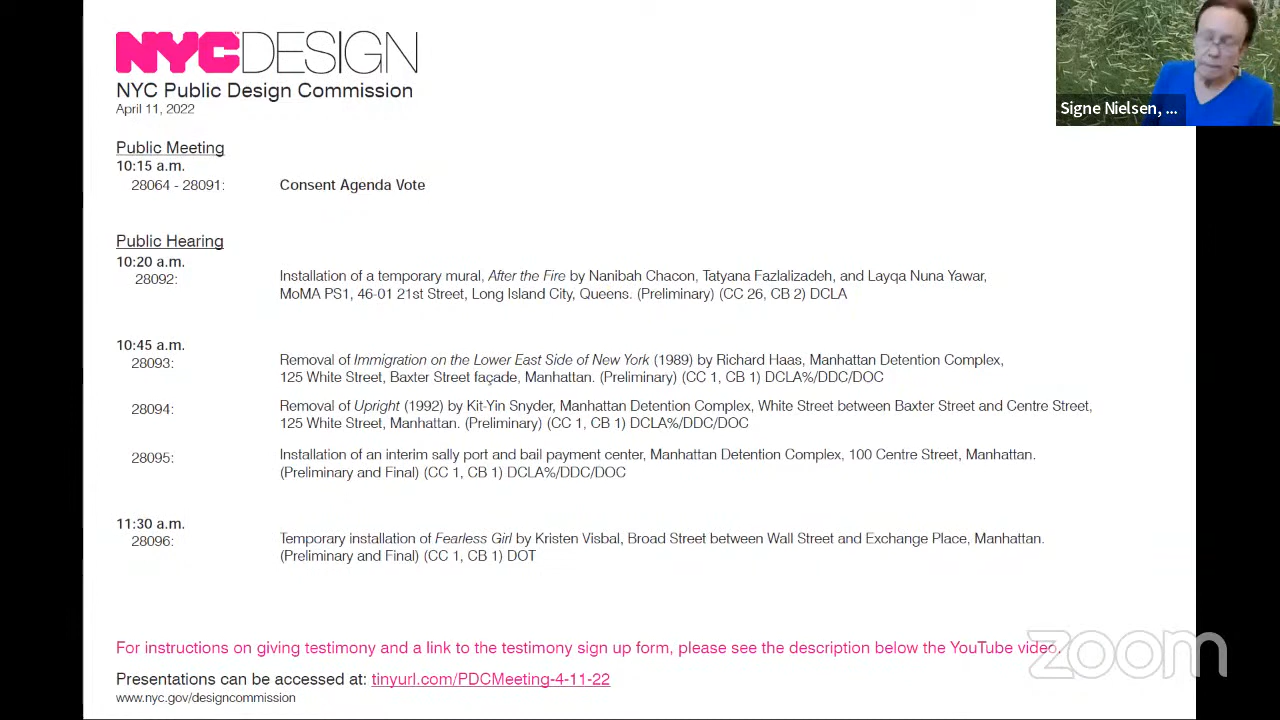 NYCDESIGN
NYC Public Design Commission
April 11, 2022
Signe Nielsen, ...
Public Meeting
10:15 a.m.
28064 - 28091: Consent Agenda Vote
Public Hearing
10:20 a.m.
28092: Installation of a temporary mural, After the Fire by Nanibah Chacon, Tatyana Fazlalizadeh, and Layqa Nuna Yawar,
MoMA PS1, 46-01 21st Street, Long Island City, Queens. (Preliminary) (CC 26, CB 2) DCLA
10:45 a.m.
28093: Removal of Immigration on the Lower East Side of New York (1989) by Richard Haas, Manhattan Detention Complex,
125 White Street, Baxter Street façade, Manhattan. (Preliminary) (CC 1, CB 1) DCLA%/DDC/DOC
28094: Removal of Upright (1992) by Kit-Yin Snyder, Manhattan Detention Complex, White Street between Baxter Street and Centre Street,
125 White Street, Manhattan. (Preliminary) (CC 1, CB 1) DCLA%/DDC/DOC
28095: Installation of an interim sally port and bail payment center, Manhattan Detention Complex, 100 Centre Street, Manhattan.
(Preliminary and Final) (CC 1, CB 1) DCLA%/DDC/DOC
11:30 a.m.
28096: Temporary installation of Fearless Girl by Kristen Visbal, Broad Street between Wall Street and Exchange Place, Manhattan.
(Preliminary and Final) (CC 1, CB 1) DOT
For instructions on giving testimony and a link to the testimony sign up form, please see the description below the YouTube video.
zoom
Presentations can be accessed at: tinyurl.com/PDCMeeting-4-11-22
www.nyc.gov/designcommission